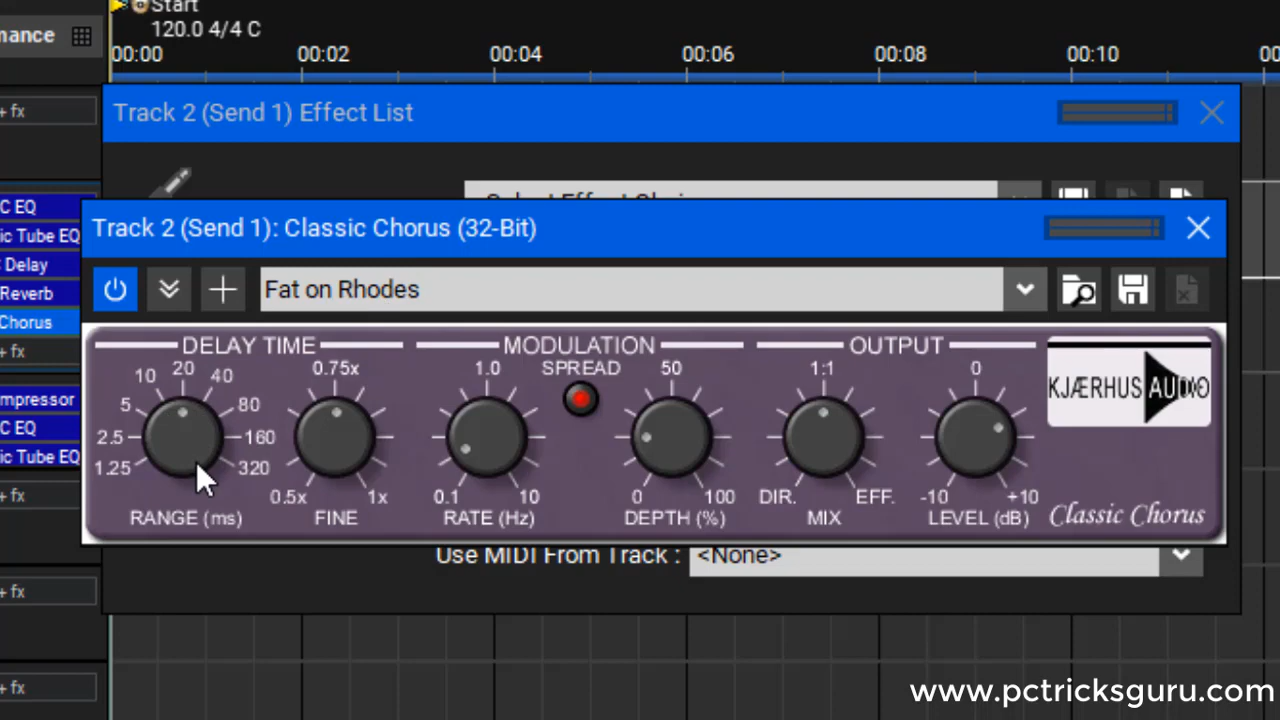 Start
mance
120.0 4/4 C
00:00 00:02 00:04 00:06 00:08 00:10 00
+ fx
Track 2 (Send 1) Effect List
C EQ
ic Tube EQ
C Delay
Reverb
Chorus
+ fx
mpressor
C EQ
ic Tube EQ
+ fx
+ fx
+ fx
Track 2 (Send 1): Classic Chorus (32-Bit)
Fat on Rhodes
DELAY TIME MODULATION OUTPUT
1.25 2.5 5 10 20 40 80 160 320
RANGE (ms)
0.75x
0.5x 1x
FINE
1.0
0.1 10
RATE (Hz)
SPREAD
50
0 100
DEPTH (%)
1:1
DIR. EFF.
MIX
0
-10 +10
LEVEL (dB)
KJÆRHUS AUDIO
Classic Chorus
Use MIDI From Track : <None>
www.pctricksguru.com